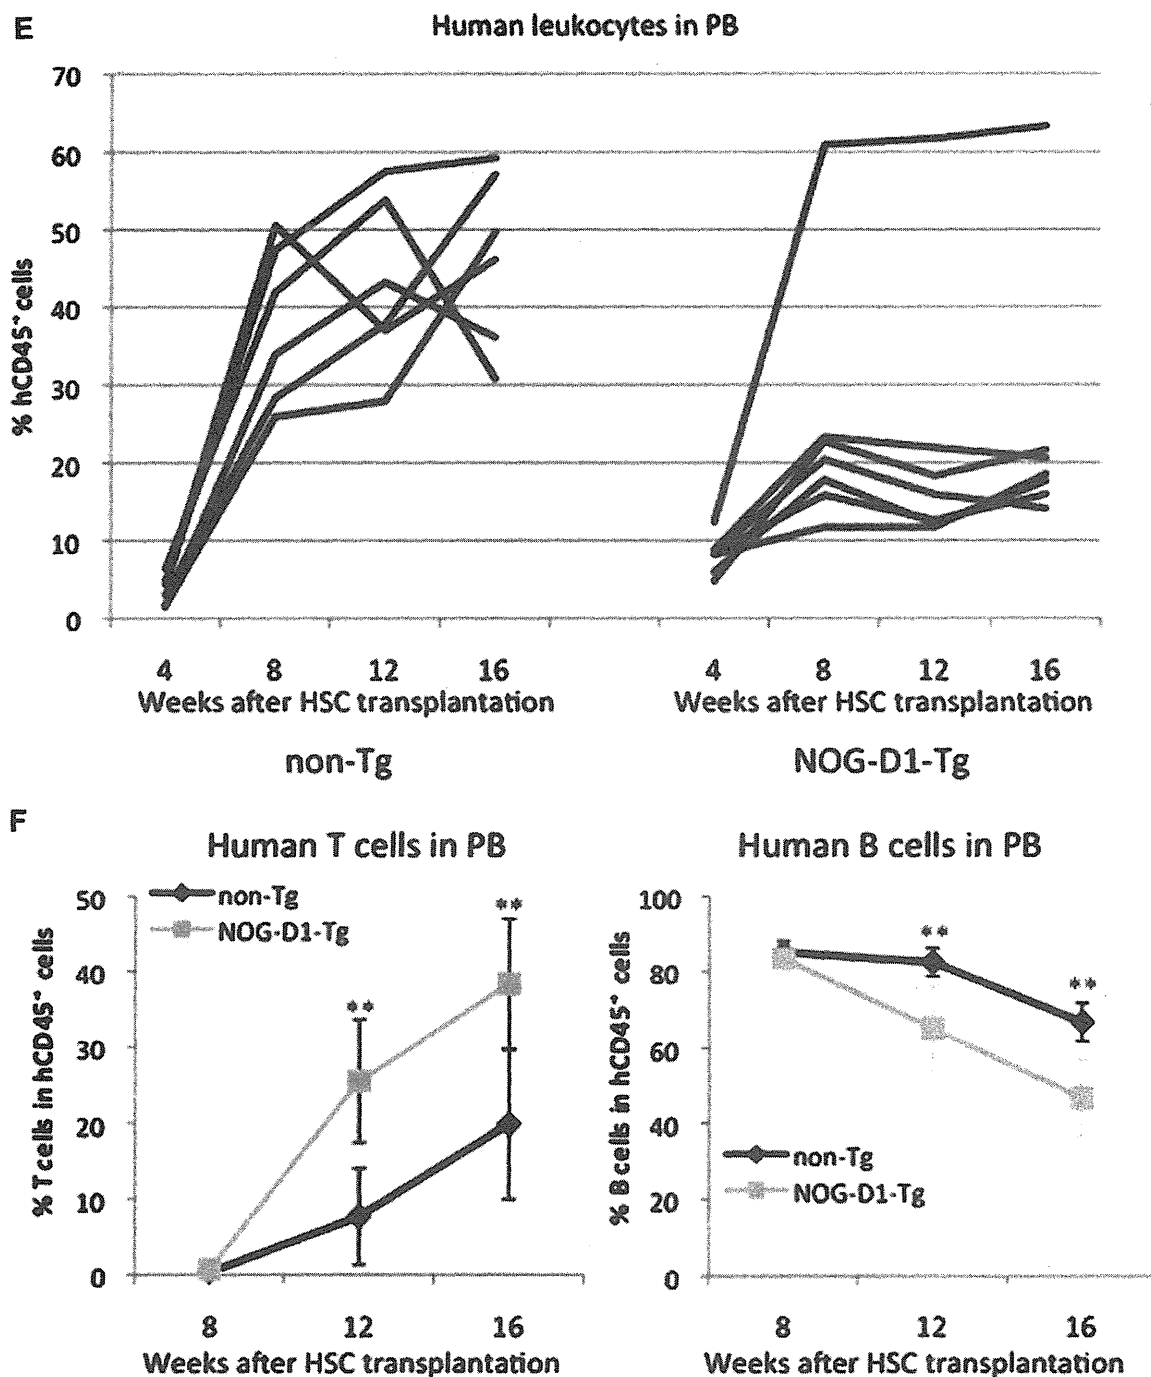 E
Human leukocytes in PB
70
60
50
40
30
20
10
0
% hCD45+ cells
4 8 12 16 4 8 12 16
Weeks after HSC transplantation Weeks after HSC transplantation
non-Tg NOG-D1-Tg
F
Human T cells in PB
non-Tg
NOG-D1-Tg
50
40
30
20
10
0
% T cells in hCD45+ cells
**
**
8 12 16
Weeks after HSC transplantation
Human B cells in PB
100
80
60
40
20
0
% B cells in hCD45+ cells
**
**
non-Tg
NOG-D1-Tg
8 12 16
Weeks after HSC transplantation